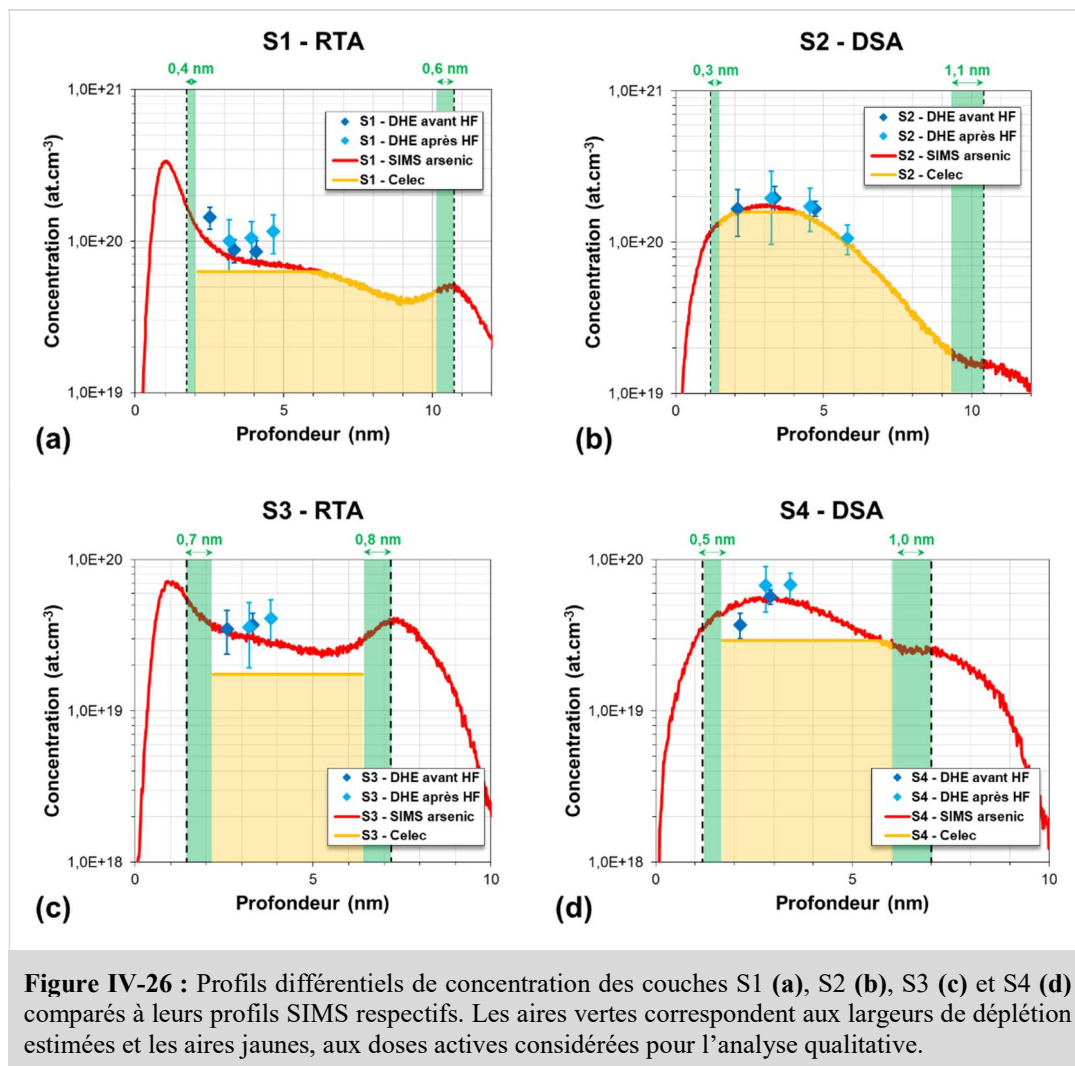 S1 - RTA
0,4 nm
0,6 nm
1,0E+21
1,0E+20
1,0E+19
Concentration (at.cm-3)
S1 - DHE avant HF
S1 - DHE après HF
S1 - SIMS arsenic
S1 - Celec
0
5
10
Profondeur (nm)
(a)
S2 - DSA
0,3 nm
1,1 nm
1,0E+21
1,0E+20
1,0E+19
Concentration (at.cm-3)
S2 - DHE avant HF
S2 - DHE après HF
S2 - SIMS arsenic
S2 - Celec
0
5
10
Profondeur (nm)
(b)
S3 - RTA
0,7 nm
0,8 nm
1,0E+20
1,0E+19
1,0E+18
Concentration (at.cm-3)
S3 - DHE avant HF
S3 - DHE après HF
S3 - SIMS arsenic
S3 - Celec
0
5
10
Profondeur (nm)
(c)
S4 - DSA
0,5 nm
1,0 nm
1,0E+20
1,0E+19
1,0E+18
Concentration (at.cm-3)
S4 - DHE avant HF
S4 - DHE après HF
S4 - SIMS arsenic
S4 - Celec
0
5
10
Profondeur (nm)
(d)
Figure IV-26 : Profils différentiels de concentration des couches S1 (a), S2 (b), S3 (c) et S4 (d)
comparés à leurs profils SIMS respectifs. Les aires vertes correspondent aux largeurs de déplétion
estimées et les aires jaunes, aux doses actives considérées pour l'analyse qualitative.